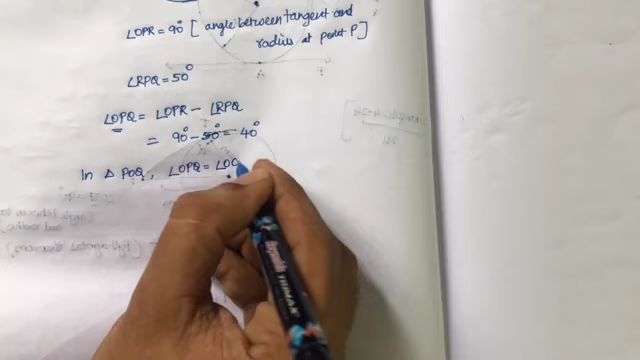 ∠OPR = 90° [angle between tangent and
radius at point P]
∠RPQ = 50°
∠OPQ = ∠OPR - ∠RPQ
= 90° - 50° = 40°
In △ POQ, ∠OPQ = ∠OQ
TRIMAX